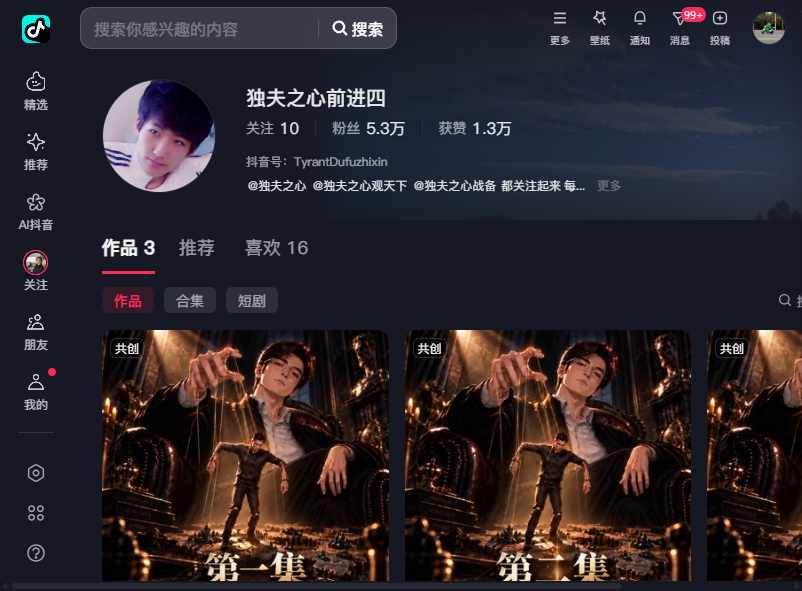 搜索你感兴趣的内容
搜索
更多
壁纸
通知
99+
消息
投稿
精选
推荐
AI抖音
关注
朋友
我的
独夫之心前进四
关注 10
粉丝 5.3万
获赞 1.3万
抖音号：TyrantDufuzhixin
@独夫之心 @独夫之心观天下 @独夫之心战备 都关注起来 每... 更多
作品 3
推荐
喜欢 16
作品
合集
短剧
共创
第一集
共创
第二集
共创